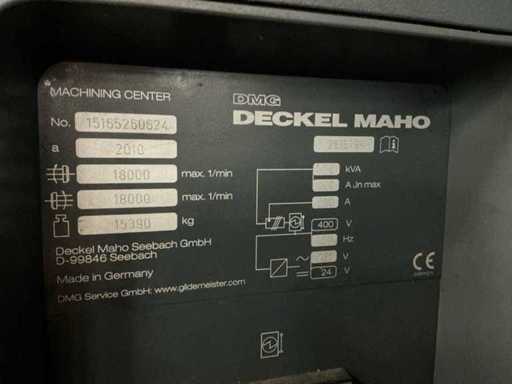 MACHINING CENTER
DMG
DECKEL MAHO
No. 15165260624
a 2010
18000 max. 1/min
18000 max. 1/min
15390 kg
kVA
A Jn max
A
400 V
Hz
V
24 V
Deckel Maho Seebach GmbH
D-99846 Seebach
Made in Germany
DMG Service GmbH: www.gildemeister.com
CE